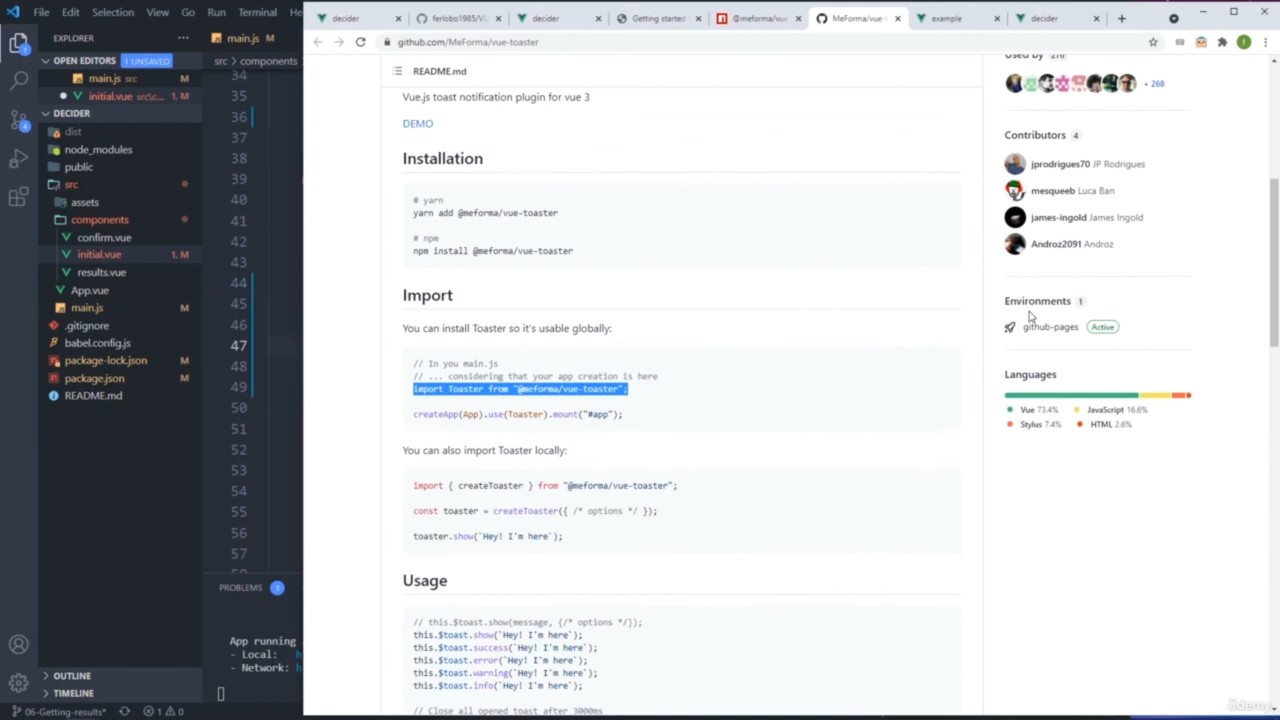 File Edit Selection View Go Run Terminal
decider
ferlobo1985/
decider
Getting started
@meforma/vue-
MeForma/vue-
example
decider
github.com/MeForma/vue-toaster
EXPLORER
OPEN EDITORS 1 UNSAVED
main.js src M
initial.vue src\c... 1, M
DECIDER
dist
node_modules
public
src
assets
components
confirm.vue
initial.vue 1, M
results.vue
App.vue
main.js M
.gitignore
babel.config.js
package-lock.json M
package.json M
README.md
OUTLINE
TIMELINE
06-Getting-results* 1 0
main.js M
src > components
34
35
36
37
38
39
40
41
42
43
44
45
46
47
48
49
50
51
52
53
54
55
56
57
PROBLEMS 1
App running
- Local:
- Network:
README.md
Vue.js toast notification plugin for vue 3
DEMO
Installation
# yarn
yarn add @meforma/vue-toaster
# npm
npm install @meforma/vue-toaster
Import
You can install Toaster so it's usable globally:
// In you main.js
// ... considering that your app creation is here
import Toaster from "@meforma/vue-toaster";
createApp(App).use(Toaster).mount("#app");
You can also import Toaster locally:
import { createToaster } from "@meforma/vue-toaster";
const toaster = createToaster({ /* options */ });
toaster.show(`Hey! I'm here`);
Usage
// this.$toast.show(message, {/* options */});
this.$toast.show(`Hey! I'm here`);
this.$toast.success(`Hey! I'm here`);
this.$toast.error(`Hey! I'm here`);
this.$toast.warning(`Hey! I'm here`);
this.$toast.info(`Hey! I'm here`);
// Close all opened toast after 3000ms
Used by 276
+ 268
Contributors 4
jprodrigues70 JP Rodrigues
mesqueeb Luca Ban
james-ingold James Ingold
Androz2091 Androz
Environments 1
github-pages Active
Languages
Vue 73.4% JavaScript 16.6%
Stylus 7.4% HTML 2.6%
ûdemy